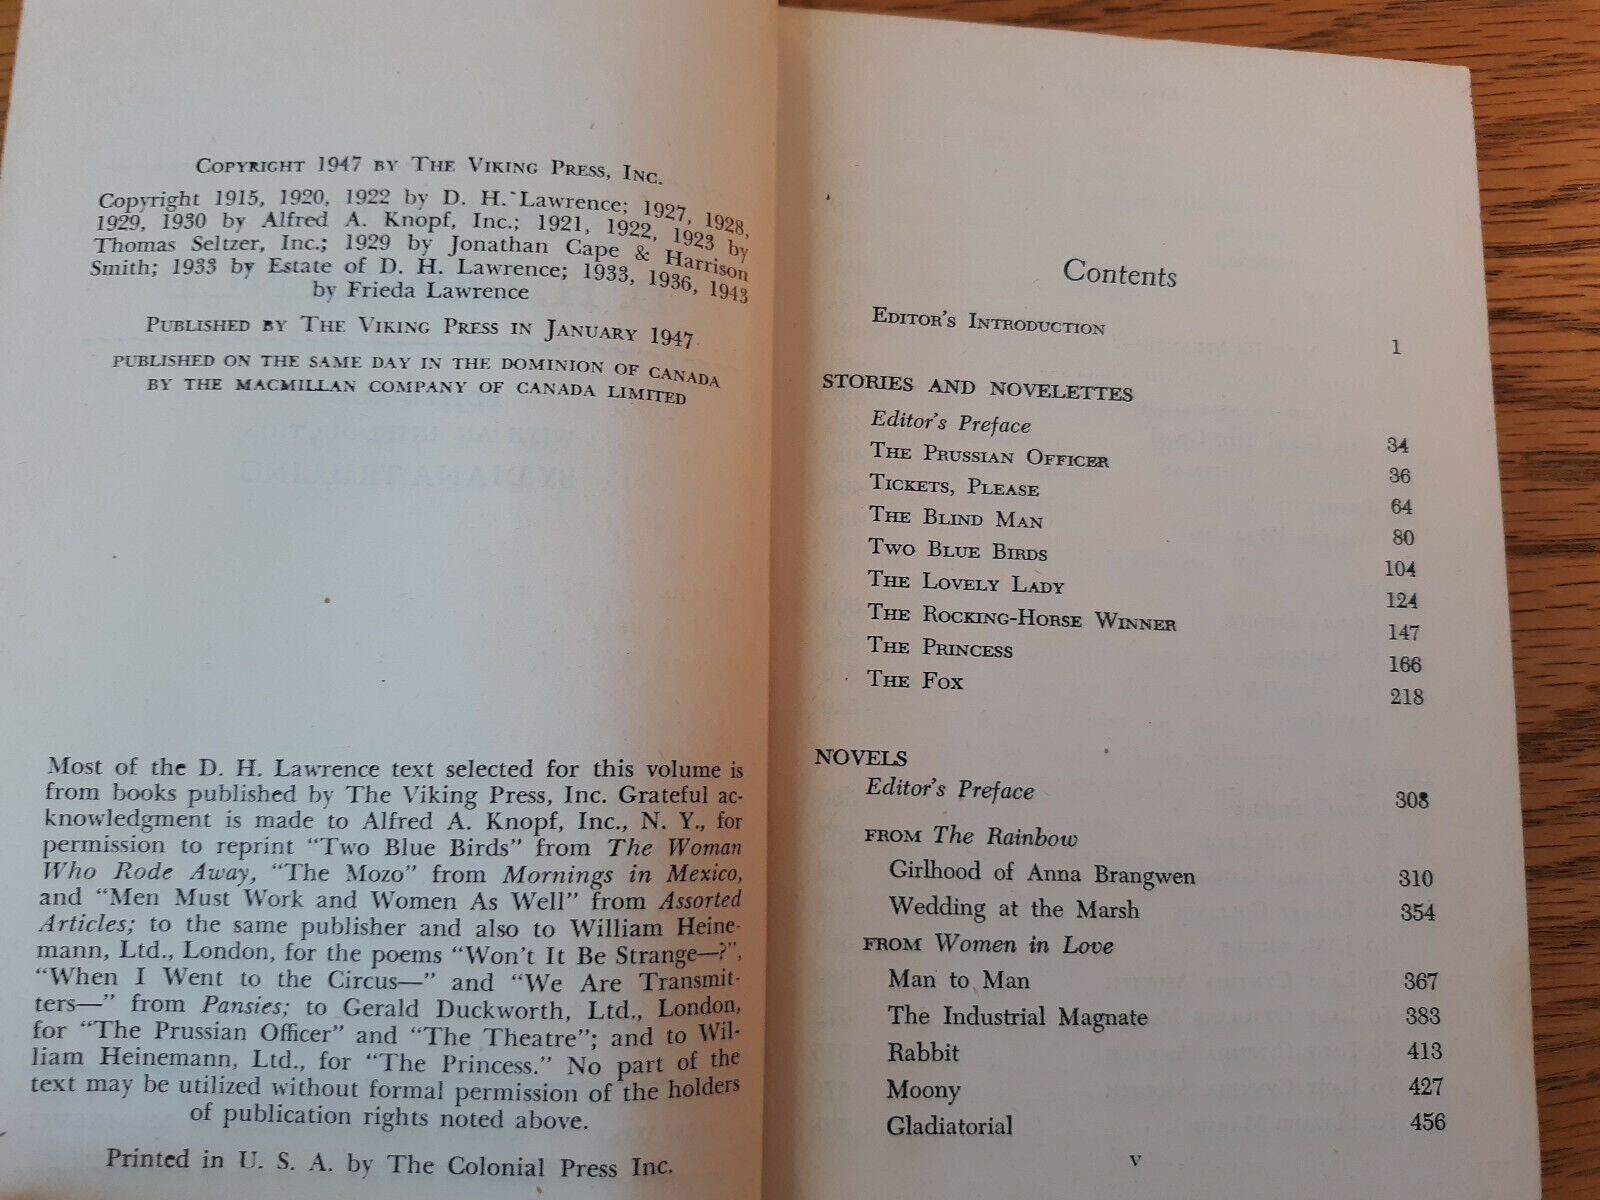 Copyright 1947 by The Viking Press, Inc.
Copyright 1915, 1920, 1922 by D. H. Lawrence; 1927, 1928,
1929, 1930 by Alfred A. Knopf, Inc.; 1921, 1922, 1923 by
Thomas Seltzer, Inc.; 1929 by Jonathan Cape & Harrison
Smith; 1933 by Estate of D. H. Lawrence; 1933, 1936, 1943
by Frieda Lawrence
Published by The Viking Press in January 1947
PUBLISHED ON THE SAME DAY IN THE DOMINION OF CANADA
BY THE MACMILLAN COMPANY OF CANADA LIMITED
Most of the D. H. Lawrence text selected for this volume is
from books published by The Viking Press, Inc. Grateful ac-
knowledgment is made to Alfred A. Knopf, Inc., N. Y., for
permission to reprint "Two Blue Birds" from The Woman
Who Rode Away, "The Mozo" from Mornings in Mexico,
and "Men Must Work and Women As Well" from Assorted
Articles; to the same publisher and also to William Heine-
mann, Ltd., London, for the poems "Won't It Be Strange—?",
"When I Went to the Circus—" and "We Are Transmit-
ters—" from Pansies; to Gerald Duckworth, Ltd., London,
for "The Prussian Officer" and "The Theatre"; and to Wil-
liam Heinemann, Ltd., for "The Princess." No part of the
text may be utilized without formal permission of the holders
of publication rights noted above.
Printed in U. S. A. by The Colonial Press Inc.
Contents
Editor's Introduction 1
STORIES AND NOVELETTES
Editor's Preface 34
The Prussian Officer 36
Tickets, Please 64
The Blind Man 80
Two Blue Birds 104
The Lovely Lady 124
The Rocking-Horse Winner 147
The Princess 166
The Fox 218
NOVELS
Editor's Preface 308
FROM The Rainbow
Girlhood of Anna Brangwen 310
Wedding at the Marsh 354
FROM Women in Love
Man to Man 367
The Industrial Magnate 383
Rabbit 413
Moony 427
Gladiatorial 456
v